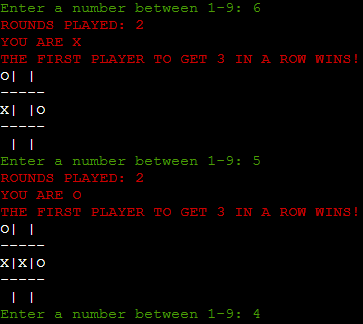 Enter a number between 1-9: 6
ROUNDS PLAYED: 2
YOU ARE X
THE FIRST PLAYER TO GET 3 IN A ROW WINS!
O| |
-----
X| |O
-----
 | |
Enter a number between 1-9: 5
ROUNDS PLAYED: 2
YOU ARE O
THE FIRST PLAYER TO GET 3 IN A ROW WINS!
O| |
-----
X|X|O
-----
 | |
Enter a number between 1-9: 4